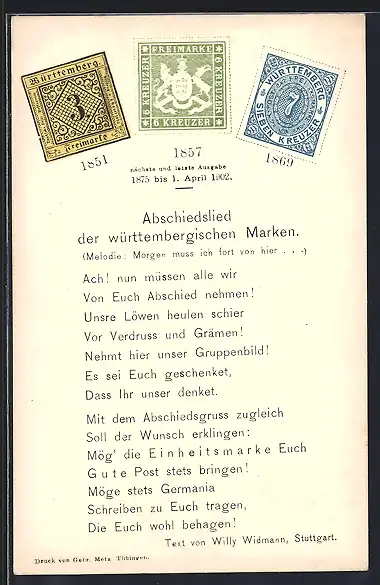 Württemberg
3
Freimarke
FREIMARKE
6 KREUZER
6 KREUZER
6 KREUZER
WÜRTTEMBERG
7
SIEBEN KREUZER
1851
1857
1869
nächste und letzte Ausgabe
1875 bis 1. April 1902.
Abschiedslied
der württembergischen Marken.
(Melodie: Morgen muss ich fort von hier . . .)
Ach! nun müssen alle wir
Von Euch Abschied nehmen!
Unsre Löwen heulen schier
Vor Verdruss und Grämen!
Nehmt hier unser Gruppenbild!
Es sei Euch geschenket,
Dass Ihr unser denket.
Mit dem Abschiedsgruss zugleich
Soll der Wunsch erklingen:
Mög' die Einheitsmarke Euch
Gute Post stets bringen!
Möge stets Germania
Schreiben zu Euch tragen,
Die Euch wohl behagen!
Text von Willy Widmann, Stuttgart.
Druck von Gebr. Metz Tübingen.